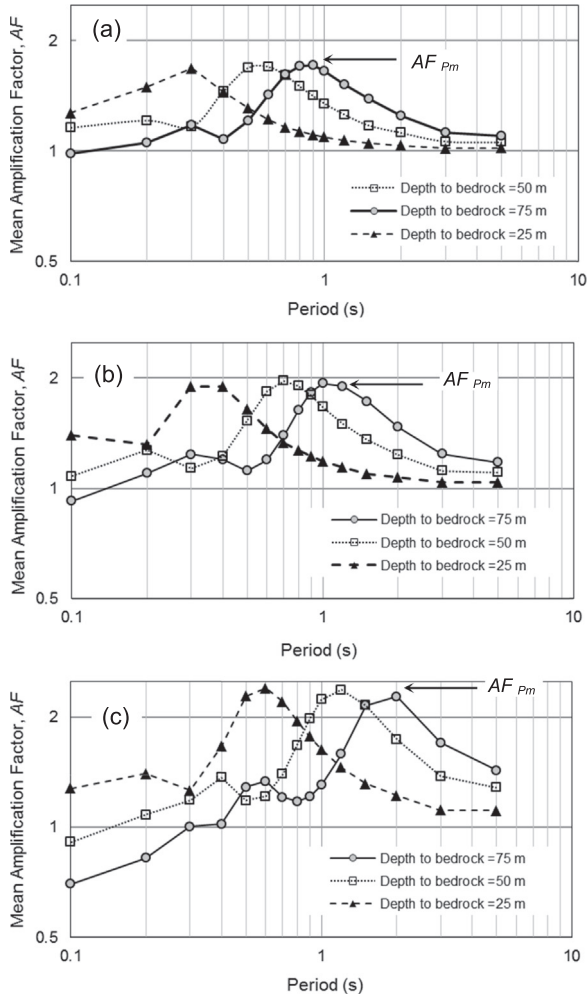 (a)
AF Pm
Mean Amplification Factor, AF
2
1
0.5
Depth to bedrock =50 m
Depth to bedrock =75 m
Depth to bedrock =25 m
0.1
1
10
Period (s)
(b)
AF Pm
Mean Amplification Factor, AF
2
1
0.5
Depth to bedrock =75 m
Depth to bedrock =50 m
Depth to bedrock =25 m
0.1
1
10
Period (s)
(c)
AF Pm
Mean Amplification Factor, AF
2
1
0.5
Depth to bedrock =75 m
Depth to bedrock =50 m
Depth to bedrock =25 m
0.1
1
10
Period (s)